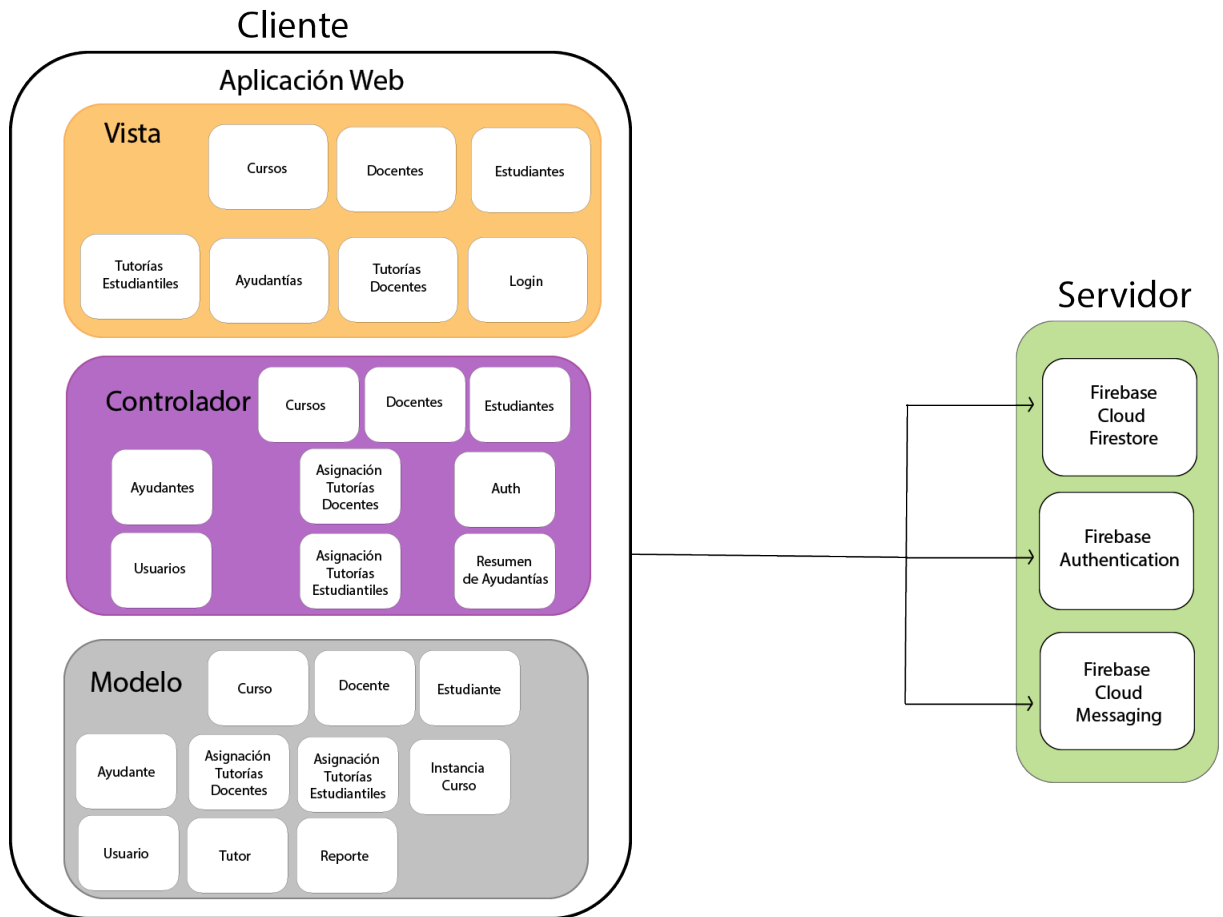 Cliente
Aplicación Web
Vista
Cursos
Docentes
Estudiantes
Tutorías
Estudiantiles
Ayudantías
Tutorías
Docentes
Login
Controlador
Cursos
Docentes
Estudiantes
Ayudantes
Asignación
Tutorías
Docentes
Auth
Usuarios
Asignación
Tutorías
Estudiantiles
Resumen
de Ayudantías
Modelo
Curso
Docente
Estudiante
Ayudante
Asignación
Tutorías
Docentes
Asignación
Tutorías
Estudiantiles
Instancia
Curso
Usuario
Tutor
Reporte
Servidor
Firebase
Cloud
Firestore
Firebase
Authentication
Firebase
Cloud
Messaging